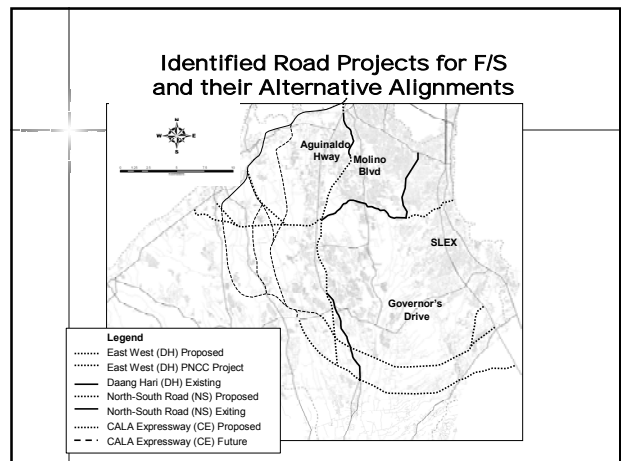 Identified Road Projects for F/S
and their Alternative Alignments
N
W E
S
Aguinaldo
Hway
Molino
Blvd
SLEX
Governor's
Drive
Legend
East West (DH) Proposed
East West (DH) PNCC Project
Daang Hari (DH) Existing
North-South Road (NS) Proposed
North-South Road (NS) Exiting
CALA Expressway (CE) Proposed
CALA Expressway (CE) Future